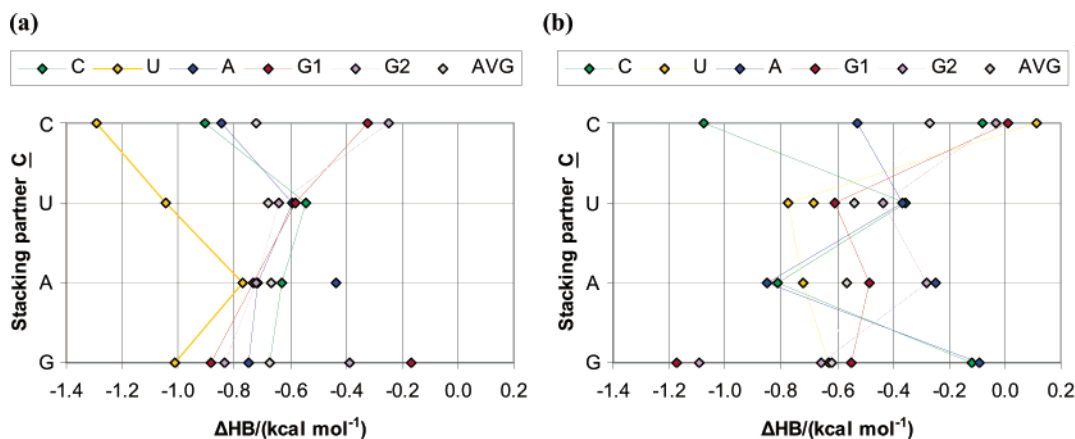 (a)
C U A G1 G2 AVG
Stacking partner C
C
U
A
G
-1.4 -1.2 -1.0 -0.8 -0.6 -0.4 -0.2 0.0 0.2
ΔHB/(kcal mol⁻¹)
(b)
C U A G1 G2 AVG
Stacking partner C
C
U
A
G
-1.4 -1.2 -1.0 -0.8 -0.6 -0.4 -0.2 0.0 0.2
ΔHB/(kcal mol⁻¹)